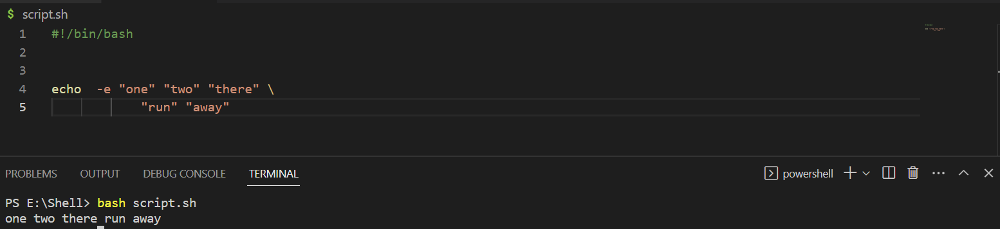 $ script.sh
1 #!/bin/bash
2
3
4 echo  -e "one" "two" "there" \
5             "run" "away"
PROBLEMS OUTPUT DEBUG CONSOLE TERMINAL powershell
PS E:\Shell> bash script.sh
one two there run away